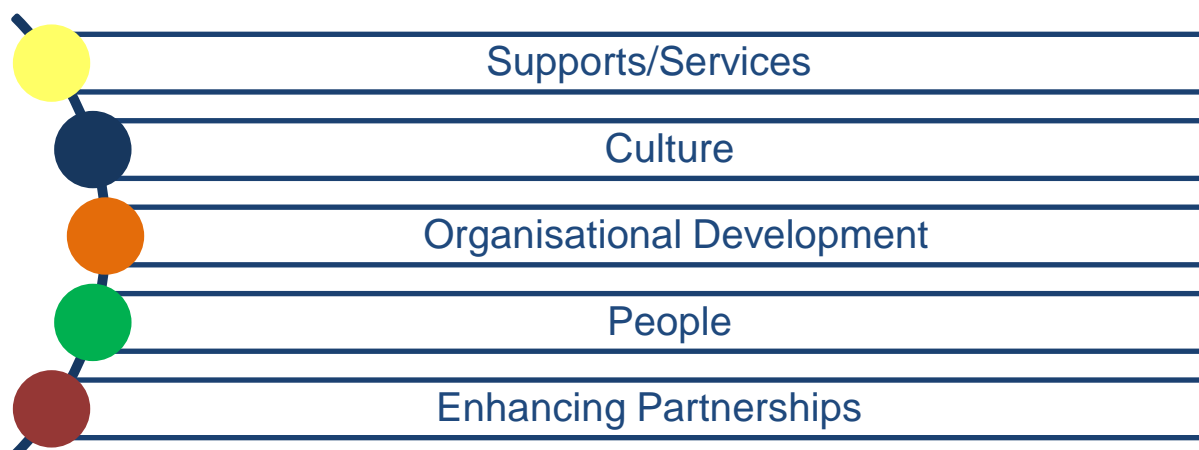 Supports/Services
Culture
Organisational Development
People
Enhancing Partnerships